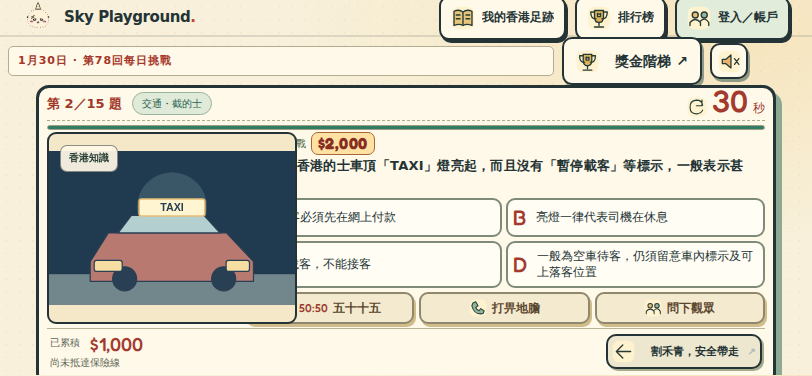 Sky Playground.
我的香港足跡
排行榜
登入／帳戶
1月30日・第78回每日挑戰
獎金階梯 ↗
第 2／15 題
交通・截的士
30 秒
香港知識
TAXI
戰 $2,000
香港的士車頂「TAXI」燈亮起，而且沒有「暫停載客」等標示，一般表示甚
必須先在網上付款
B 亮燈一律代表司機在休息
客，不能接客
D 一般為空車待客，仍須留意車內標示及可
上落客位置
50:50 五十十五
打畀地膽
問下觀眾
已累積 $1,000
尚未抵達保險線
割禾青，安全帶走 ↗